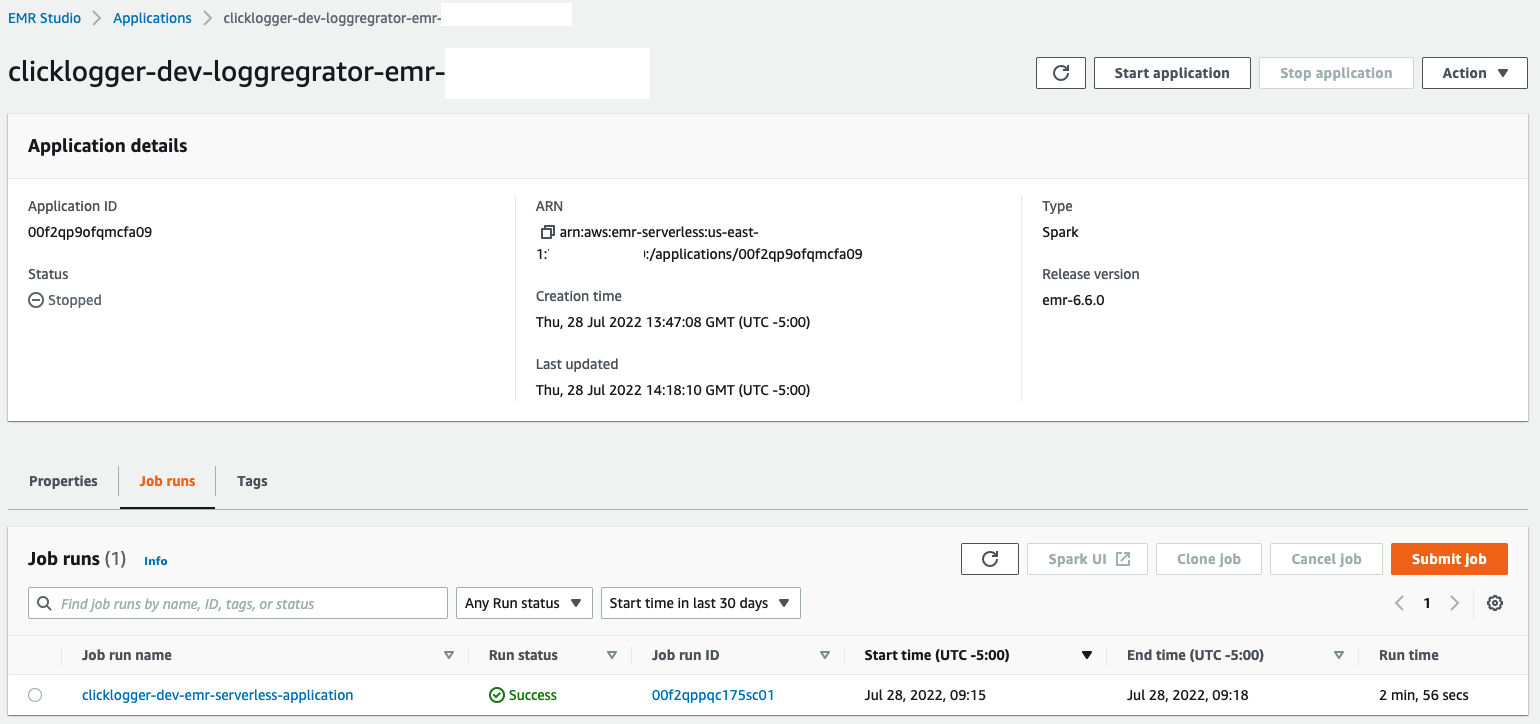 EMR Studio > Applications > clicklogger-dev-loggregrator-emr-
clicklogger-dev-loggregrator-emr-
Start application Stop application Action
Application details
Application ID
00f2qp9ofqmcfa09
Status
Stopped
ARN
arn:aws:emr-serverless:us-east-
1: :/applications/00f2qp9ofqmcfa09
Creation time
Thu, 28 Jul 2022 13:47:08 GMT (UTC -5:00)
Last updated
Thu, 28 Jul 2022 14:18:10 GMT (UTC -5:00)
Type
Spark
Release version
emr-6.6.0
Properties Job runs Tags
Job runs (1) Info
Spark UI Clone job Cancel job Submit job
Find job runs by name, ID, tags, or status Any Run status Start time in last 30 days 1
Job run name Run status Job run ID Start time (UTC -5:00) End time (UTC -5:00) Run time
clicklogger-dev-emr-serverless-application Success 00f2qppqc175sc01 Jul 28, 2022, 09:15 Jul 28, 2022, 09:18 2 min, 56 secs